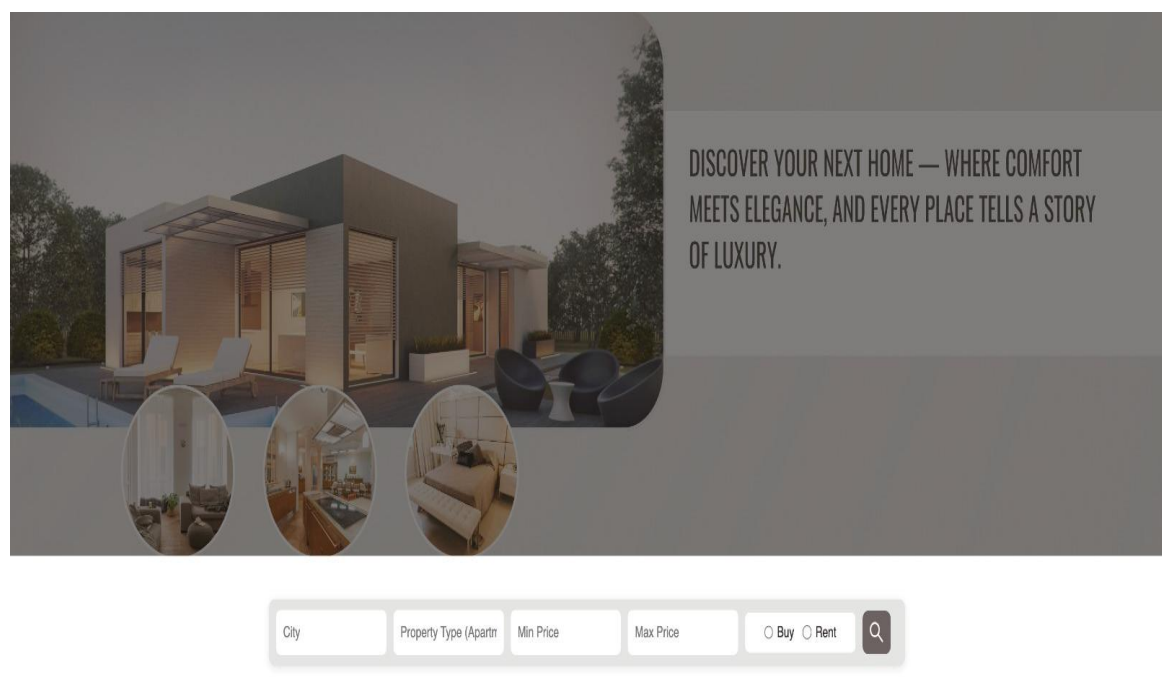 DISCOVER YOUR NEXT HOME — WHERE COMFORT
MEETS ELEGANCE, AND EVERY PLACE TELLS A STORY
OF LUXURY.
City
Property Type (Apartm
Min Price
Max Price
Buy
Rent